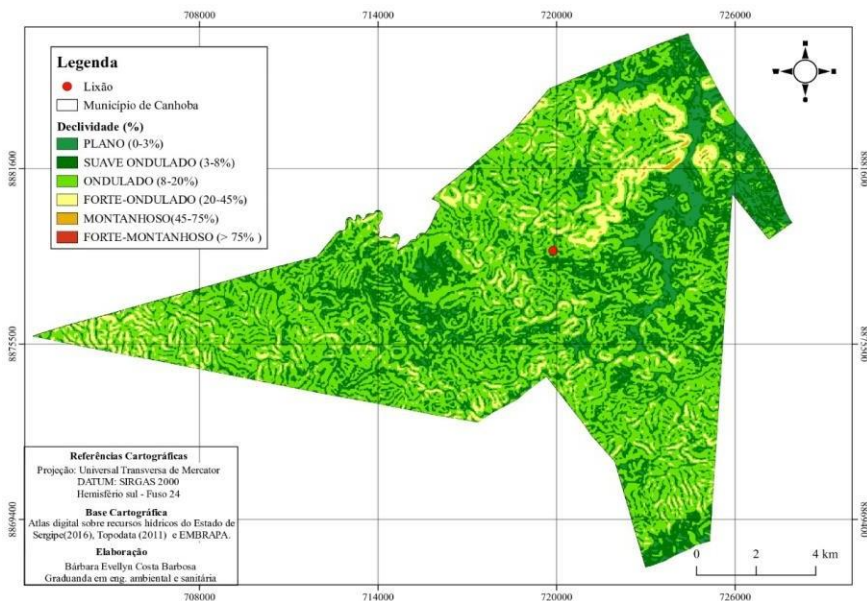 708000
714000
720000
726000
Legenda
Lixão
Município de Canhoba
Declividade (%)
PLANO (0-3%)
SUAVE ONDULADO (3-8%)
ONDULADO (8-20%)
FORTE-ONDULADO (20-45%)
MONTANHOSO(45-75%)
FORTE-MONTANHOSO (> 75% )
8881600
8881600
8875500
8875500
Referências Cartográficas
Projeção: Universal Transversa de Mercator
DATUM: SIRGAS 2000
Hemisfério sul - Fuso 24
Base Cartográfica
Atlas digital sobre recursos hídricos do Estado de
Sergipe(2016), Topodata (2011) e EMBRAPA.
Elaboração
Bárbara Evellyn Costa Barbosa
Graduanda em eng. ambiental e sanitária
8869400
8869400
0 2 4 km
708000
714000
720000
726000